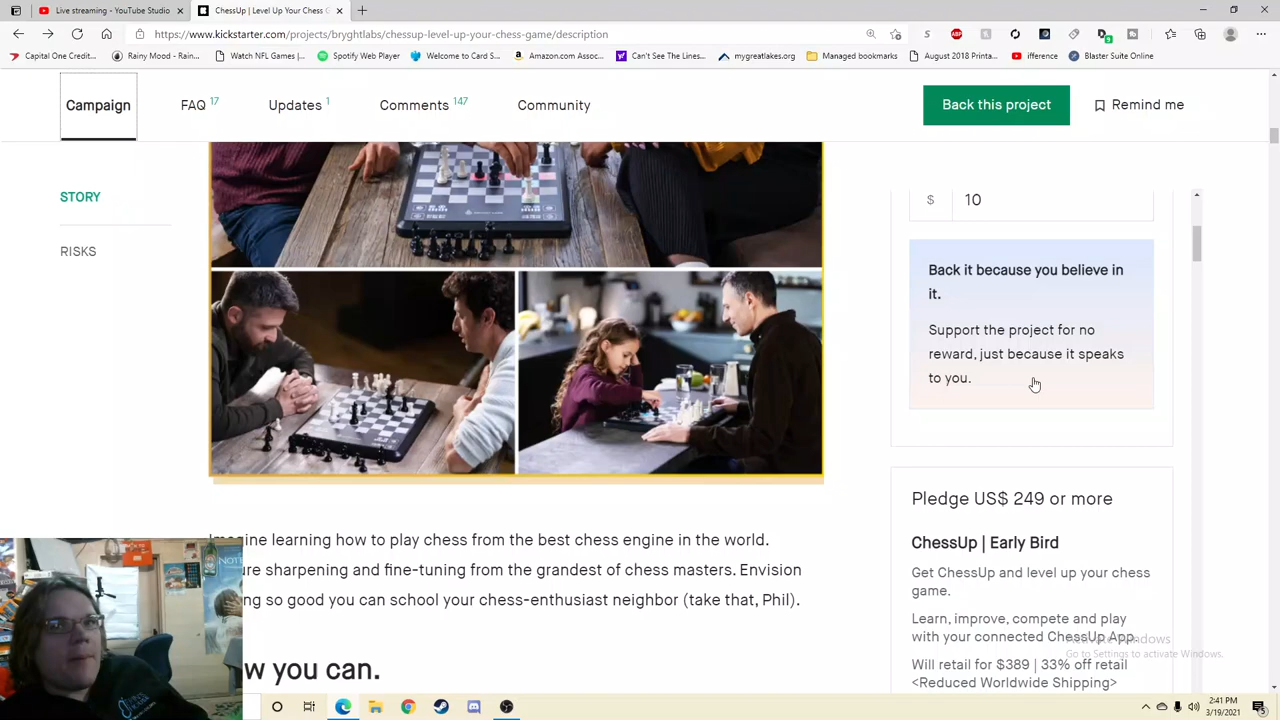 Live streaming - YouTube Studio
ChessUp | Level Up Your Chess G
https://www.kickstarter.com/projects/bryghtlabs/chessup-level-up-your-chess-game/description
Capital One Credit...
Rainy Mood - Rain...
Watch NFL Games |...
Spotify Web Player
Welcome to Card-St...
Amazon.com Assoc...
Can't See The Lines...
mygreatlakes.org
Managed bookmarks
August 2018 Printa...
ifference
Blaster Suite Online
Campaign
FAQ 17
Updates 1
Comments 147
Community
Back this project
Remind me
STORY
RISKS
$ 10
Back it because you believe in
it.
Support the project for no
reward, just because it speaks
to you.
Pledge US$ 249 or more
ChessUp | Early Bird
Get ChessUp and level up your chess
game.
Learn, improve, compete and play
with your connected ChessUp App.
Will retail for $389 | 33% off retail
<Reduced Worldwide Shipping>
Imagine learning how to play chess from the best chess engine in the world.
sharpening and fine-tuning from the grandest of chess masters. Envision
so good you can school your chess-enthusiast neighbor (take that, Phil).
you can.
Activate Windows
Go to Settings to activate Windows.
2:41 PM
3/19/2021